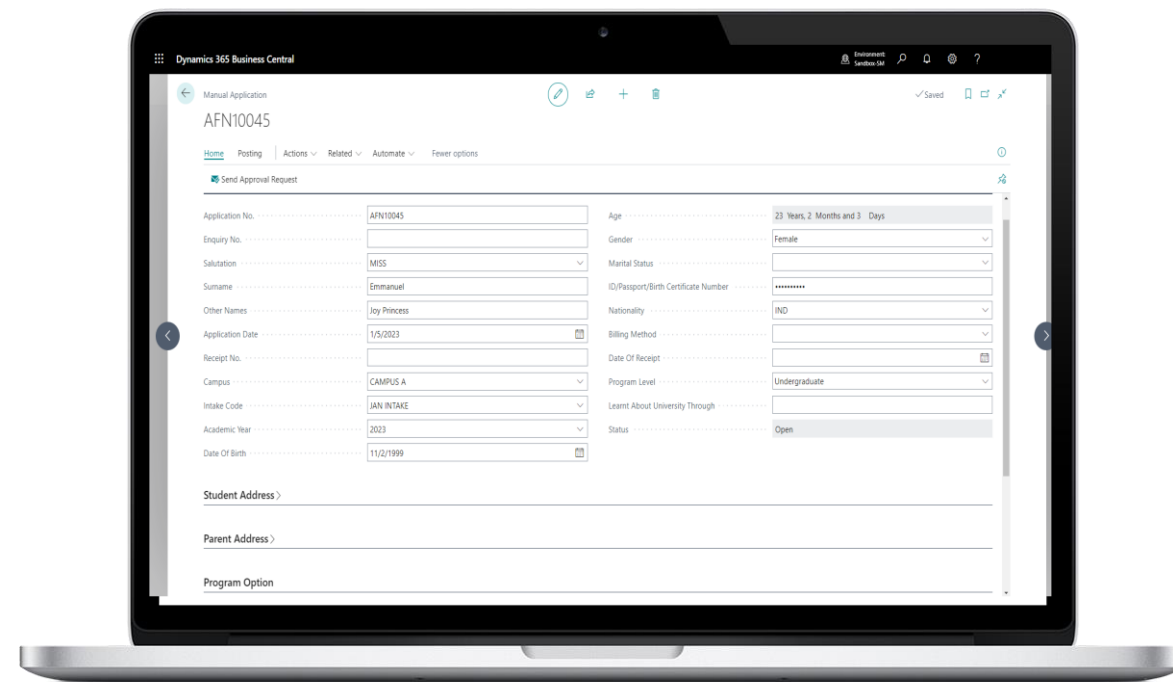 Dynamics 365 Business Central
Environment:
Sandbox-SM
?
Manual Application
Saved
AFN10045
Home Posting Actions Related Automate Fewer options
Send Approval Request
Application No. AFN10045
Enquiry No.
Salutation MISS
Surname Emmanuel
Other Names Joy Princess
Application Date 1/5/2023
Receipt No.
Campus CAMPUS A
Intake Code JAN INTAKE
Academic Year 2023
Date Of Birth 11/2/1999
Age 23 Years, 2 Months and 3 Days
Gender Female
Marital Status
ID/Passport/Birth Certificate Number ••••••••••
Nationality IND
Billing Method
Date Of Receipt
Program Level Undergraduate
Learnt About University Through
Status Open
Student Address
Parent Address
Program Option